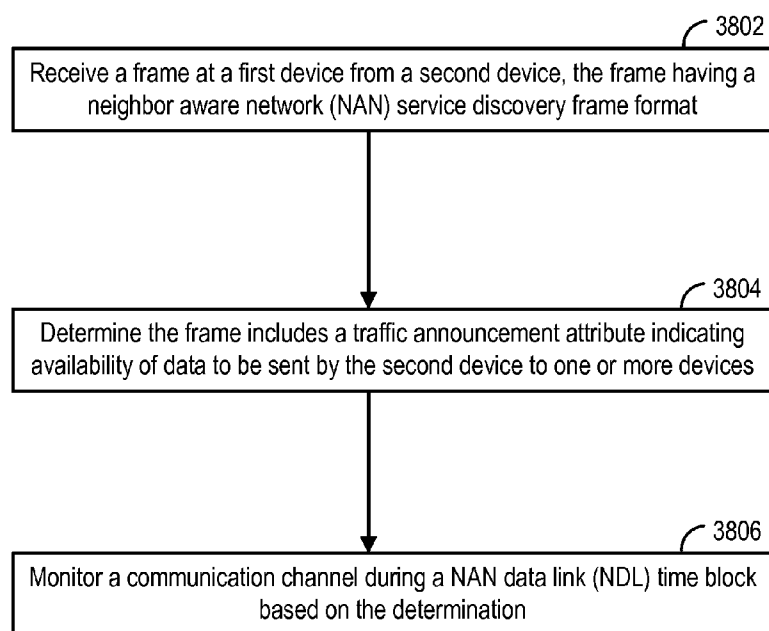 3802
Receive a frame at a first device from a second device, the frame having a
neighbor aware network (NAN) service discovery frame format
3804
Determine the frame includes a traffic announcement attribute indicating
availability of data to be sent by the second device to one or more devices
3806
Monitor a communication channel during a NAN data link (NDL) time block
based on the determination